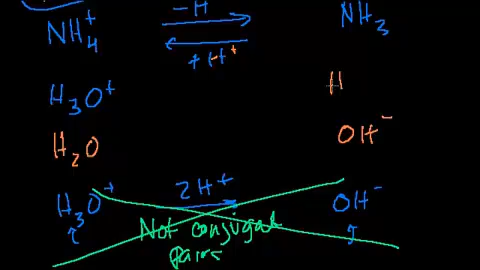 NH₄⁺ -H NH₃
+H⁺
H₃O⁺ H
H₂O OH⁻
H₃O⁺ 2H⁺ OH⁻
Not conjugate
pairs